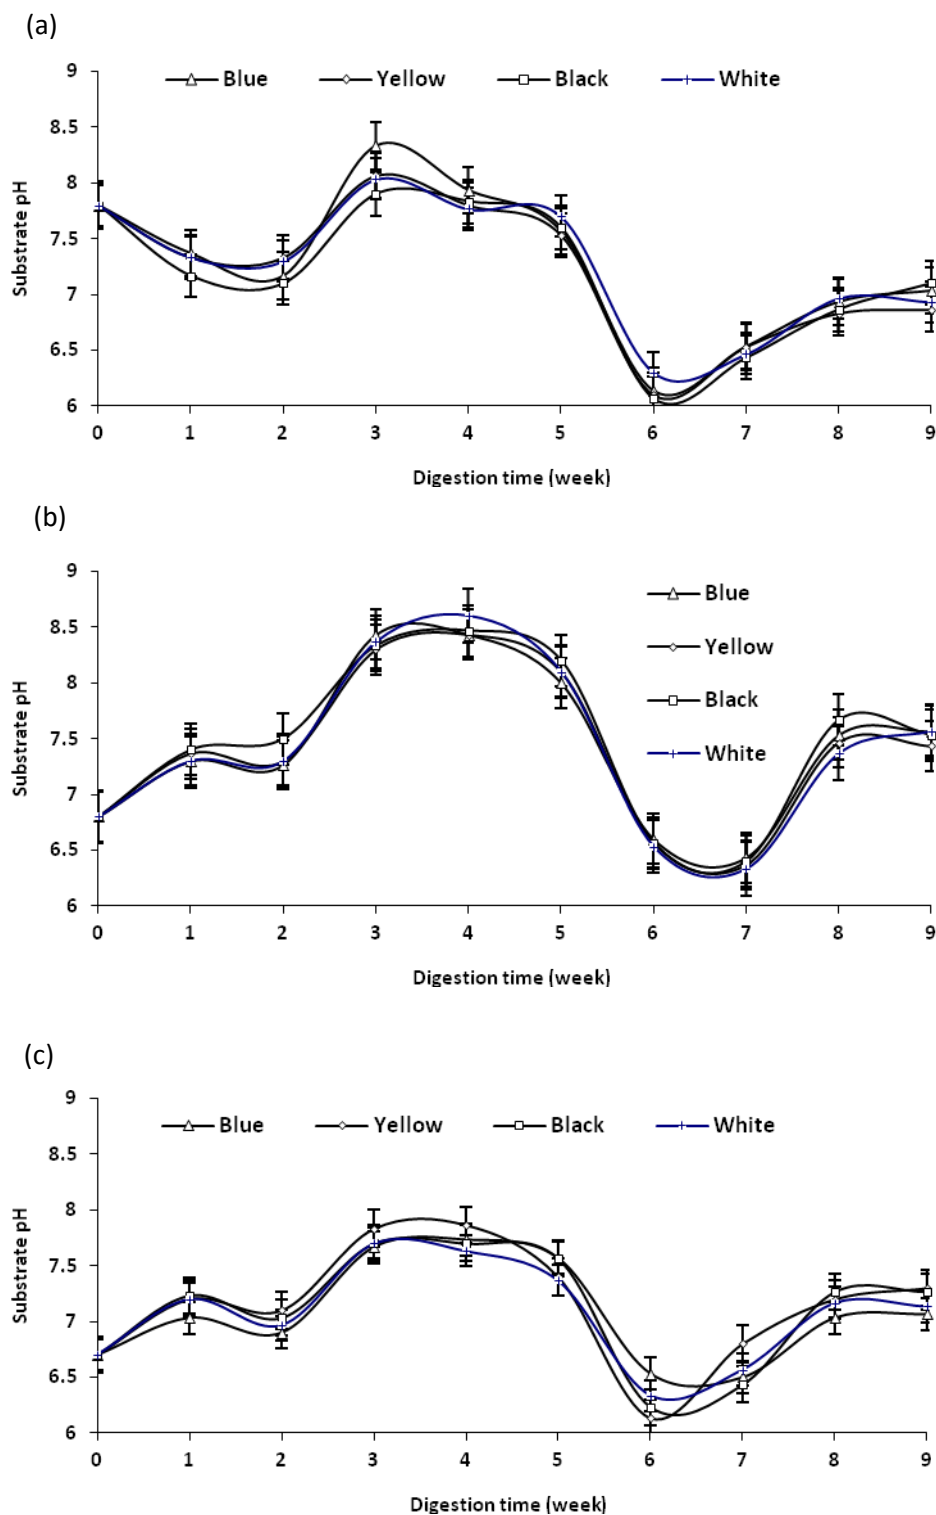 (a)
9
Blue Yellow Black White
8.5
8
7.5
7
6.5
6
Substrate pH
0 1 2 3 4 5 6 7 8 9
Digestion time (week)
(b)
9
Blue
8.5
Yellow
8
Black
7.5
White
7
6.5
6
Substrate pH
0 1 2 3 4 5 6 7 8 9
Digestion time (week)
(c)
9
Blue Yellow Black White
8.5
8
7.5
7
6.5
6
Substrate pH
0 1 2 3 4 5 6 7 8 9
Digestion time (week)